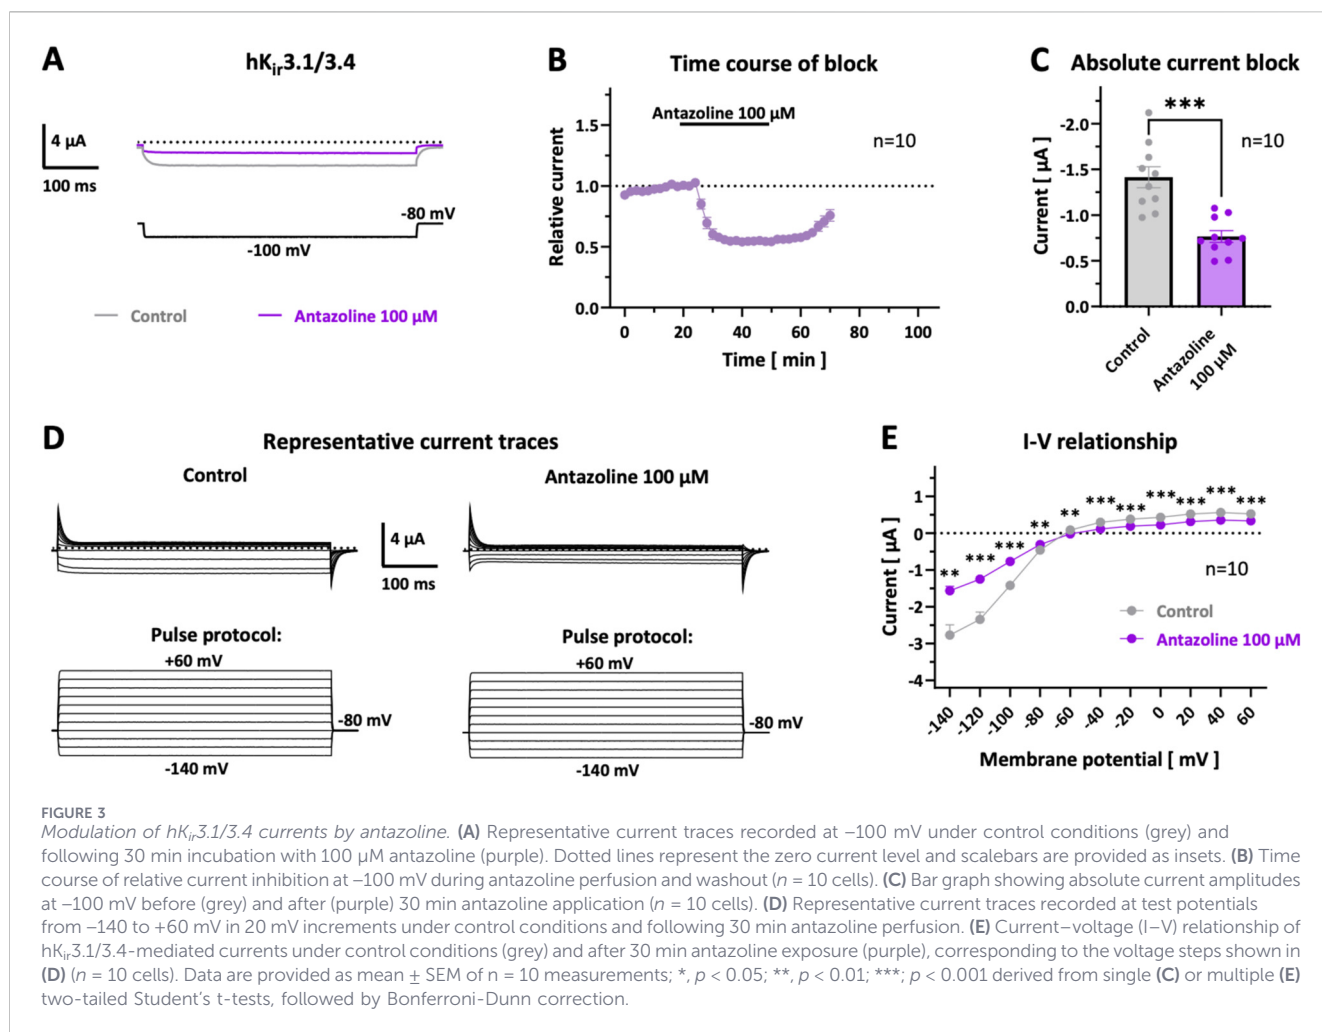 A
hKir3.1/3.4
4 µA
100 ms
-80 mV
-100 mV
Control
Antazoline 100 µM
B
Time course of block
Antazoline 100 µM
n=10
Relative current
1.5
1.0
0.5
0.0
0 20 40 60 80 100
Time [ min ]
C
Absolute current block
***
n=10
Current [ µA ]
-2.0
-1.5
-1.0
-0.5
0.0
Control
Antazoline
100 µM
D
Representative current traces
Control
Antazoline 100 µM
4 µA
100 ms
Pulse protocol:
+60 mV
-80 mV
-140 mV
Pulse protocol:
+60 mV
-80 mV
-140 mV
E
I-V relationship
** *** *** ** ** *** *** *** *** *** ***
Current [ µA ]
1
0
-1
-2
-3
-4
n=10
Control
Antazoline 100 µM
-140 -120 -100 -80 -60 -40 -20 0 20 40 60
Membrane potential [ mV ]
FIGURE 3
Modulation of hKir3.1/3.4 currents by antazoline. (A) Representative current traces recorded at –100 mV under control conditions (grey) and
following 30 min incubation with 100 µM antazoline (purple). Dotted lines represent the zero current level and scalebars are provided as insets. (B) Time
course of relative current inhibition at –100 mV during antazoline perfusion and washout (n = 10 cells). (C) Bar graph showing absolute current amplitudes
at –100 mV before (grey) and after (purple) 30 min antazoline application (n = 10 cells). (D) Representative current traces recorded at test potentials
from –140 to +60 mV in 20 mV increments under control conditions and following 30 min antazoline perfusion. (E) Current–voltage (I–V) relationship of
hKir3.1/3.4-mediated currents under control conditions (grey) and after 30 min antazoline exposure (purple), corresponding to the voltage steps shown in
(D) (n = 10 cells). Data are provided as mean ± SEM of n = 10 measurements; *, p < 0.05; **, p < 0.01; ***; p < 0.001 derived from single (C) or multiple (E)
two-tailed Student’s t-tests, followed by Bonferroni-Dunn correction.